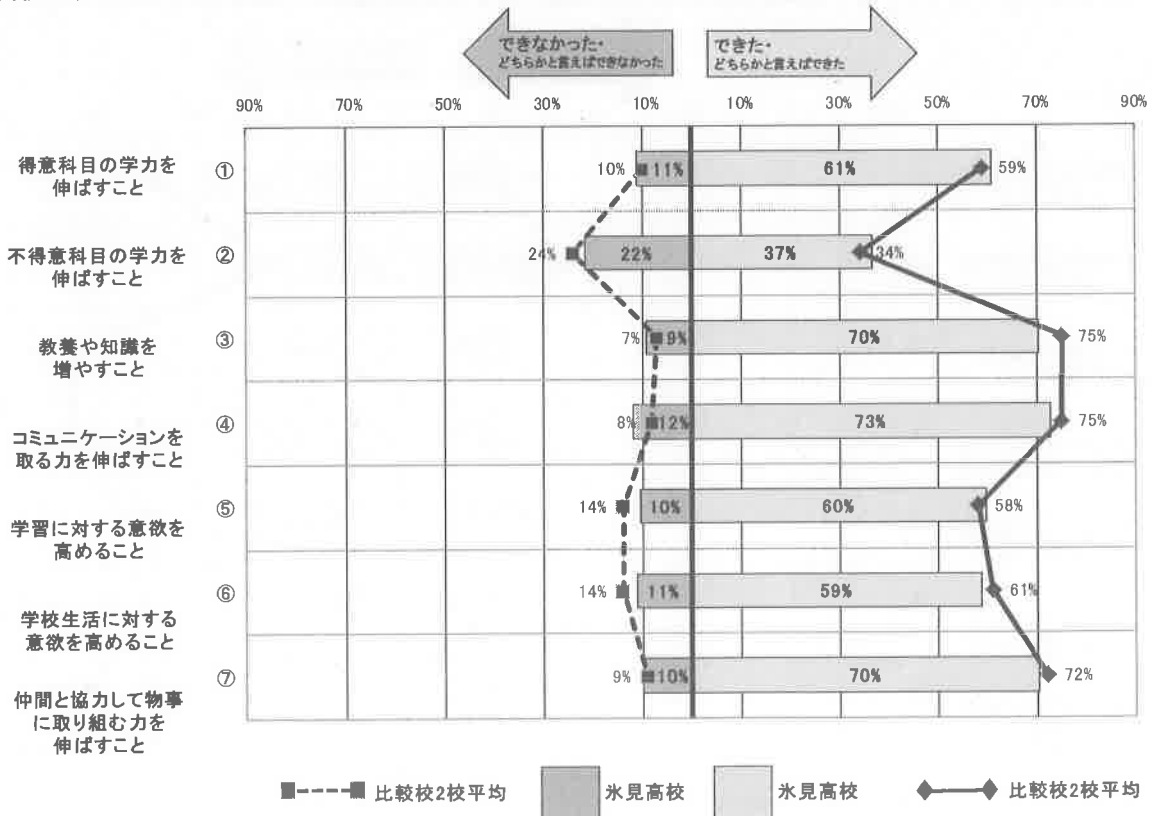 できなかった・
どちらかと言えばできなかった
できた・
どちらかと言えばできた
90% 70% 50% 30% 10% 10% 30% 50% 70% 90%
得意科目の学力を
伸ばすこと
① 10% 11% 61% 59%
不得意科目の学力を
伸ばすこと
② 24% 22% 37% 34%
教養や知識を
増やすこと
③ 7% 9% 70% 75%
コミュニケーションを
取る力を伸ばすこと
④ 8% 12% 73% 75%
学習に対する意欲を
高めること
⑤ 14% 10% 60% 58%
学校生活に対する
意欲を高めること
⑥ 14% 11% 59% 61%
仲間と協力して物事
に取り組む力を
伸ばすこと
⑦ 9% 10% 70% 72%
比較校2校平均 氷見高校 氷見高校 比較校2校平均